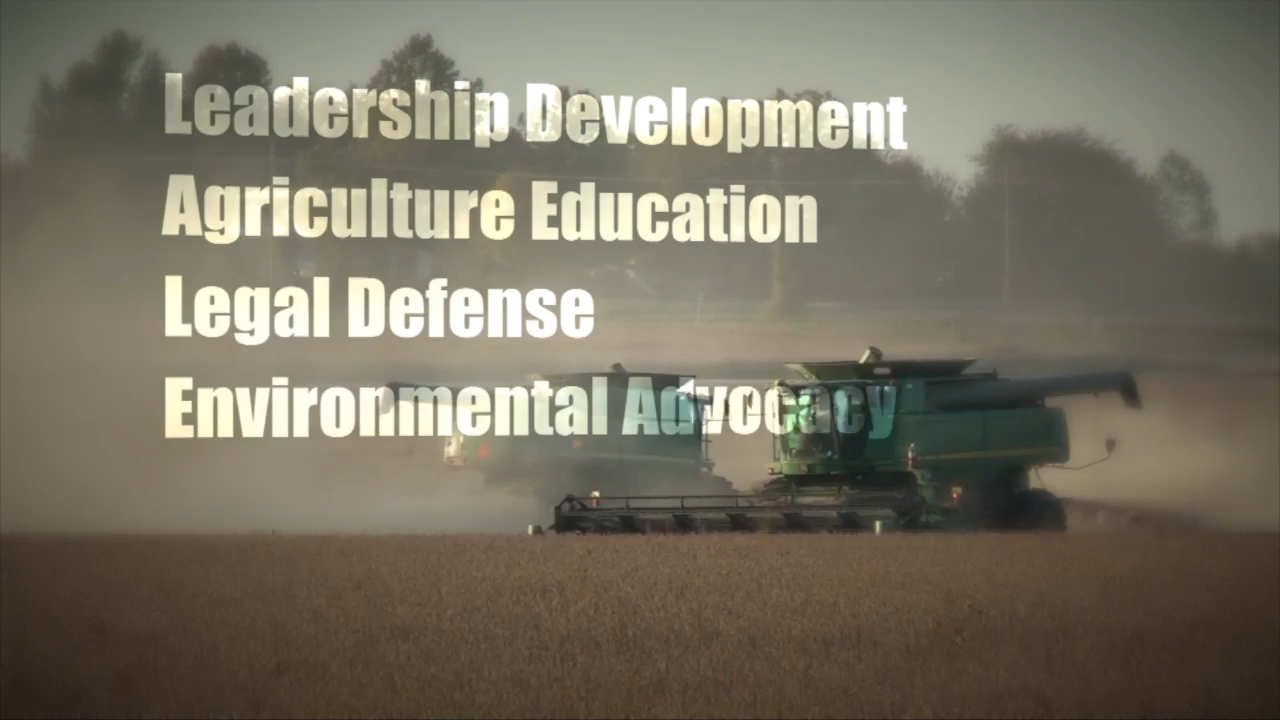 Leadership Development
Agriculture Education
Legal Defense
Environmental Advocacy